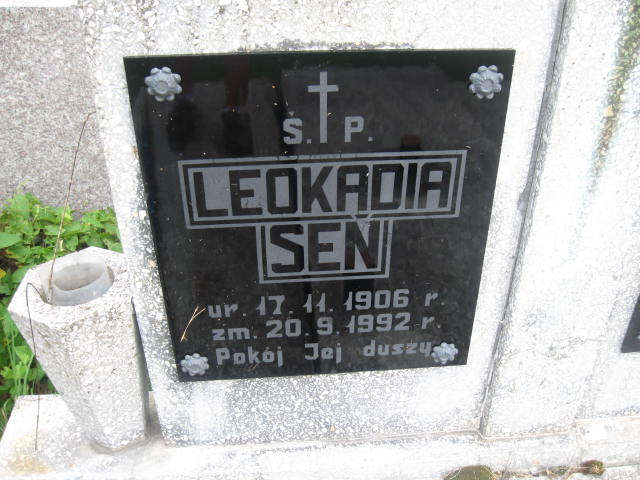 Ś. P.
LEOKADIA
SEŃ
ur. 17. 11. 1906 r.
zm. 20. 9. 1992 r.
Pokój Jej duszy